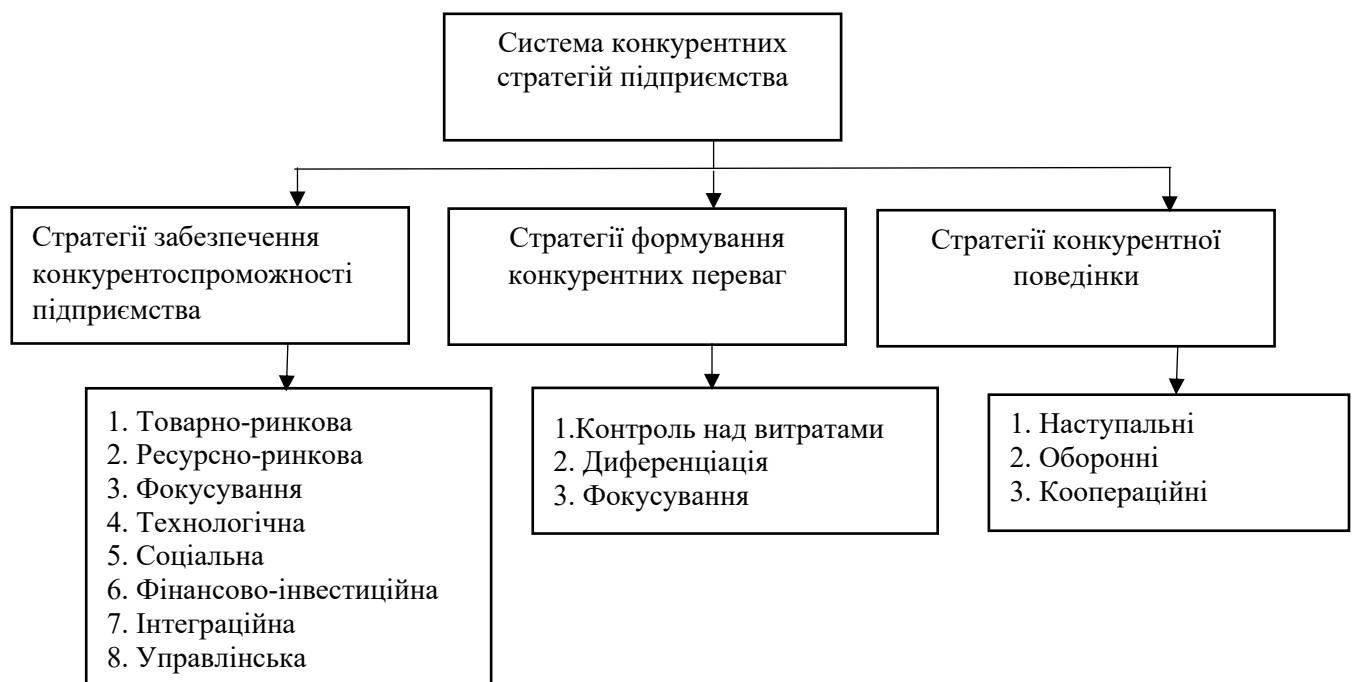 Система конкурентних
стратегій підприємства
Стратегії забезпечення
конкурентоспроможності
підприємства
Стратегії формування
конкурентних переваг
Стратегії конкурентної
поведінки
1. Товарно-ринкова
2. Ресурсно-ринкова
3. Фокусування
4. Технологічна
5. Соціальна
6. Фінансово-інвестиційна
7. Інтеграційна
8. Управлінська
1.Контроль над витратами
2. Диференціація
3. Фокусування
1. Наступальні
2. Оборонні
3. Коопераційні